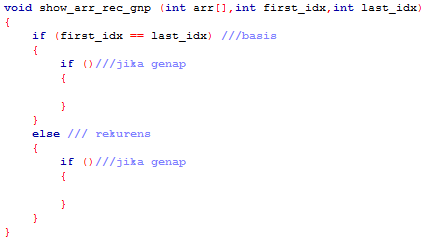 void show_arr_rec_gnp (int arr[],int first_idx,int last_idx)
{
    if (first_idx == last_idx) ///basis
    {
        if ()///jika genap
        {

        }
    }
    else /// rekurens
    {
        if ()///jika genap
        {

        }
    }
}